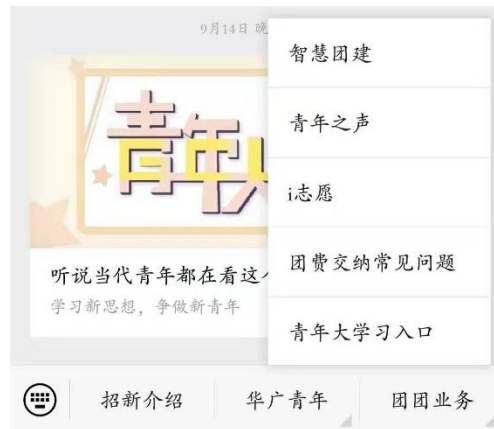 9月14日 晚
智慧团建
青年之声
i志愿
团费交纳常见问题
青年大学习入口
青年
听说当代青年都在看这
学习新思想，争做新青年
招新介绍
华广青年
团团业务